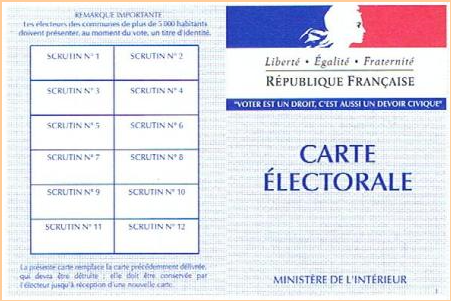 REMARQUE IMPORTANTE
Les électeurs des communes de plus de 5 000 habitants
doivent présenter, au moment du vote, un titre d'identité.
SCRUTIN N° 1 SCRUTIN N° 2
SCRUTIN N° 3 SCRUTIN N° 4
SCRUTIN N° 5 SCRUTIN N° 6
SCRUTIN N° 7 SCRUTIN N° 8
SCRUTIN N° 9 SCRUTIN N° 10
SCRUTIN N° 11 SCRUTIN N° 12
La présente carte remplace la carte précédemment délivrée,
qui devra être détruite ; elle doit être conservée par
l'électeur jusqu'à réception d'une nouvelle carte.
Liberté • Égalité • Fraternité
RÉPUBLIQUE FRANÇAISE
"VOTER EST UN DROIT, C'EST AUSSI UN DEVOIR CIVIQUE"
CARTE
ÉLECTORALE
MINISTÈRE DE L'INTÉRIEUR